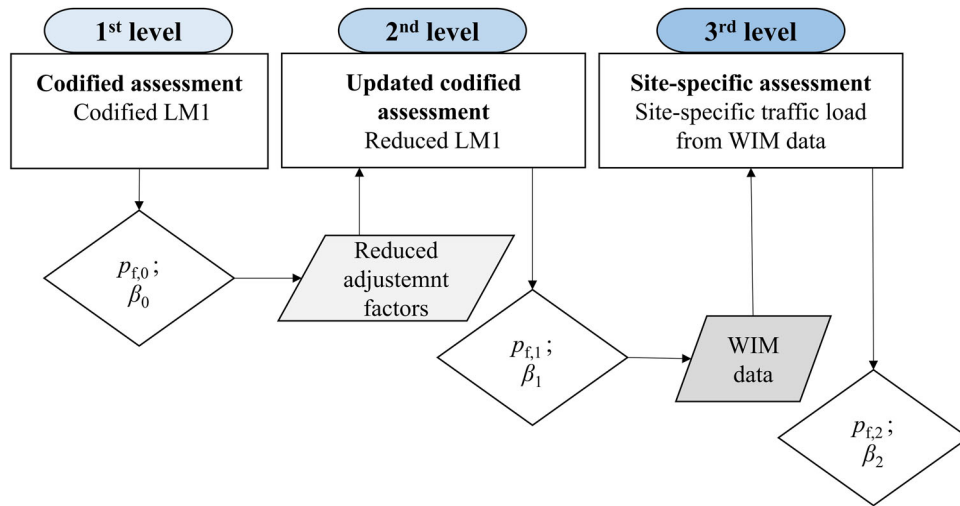 1st level
Codified assessment
Codified LM1
pf,0 ;
β0
2nd level
Updated codified
assessment
Reduced LM1
Reduced
adjustemnt
factors
pf,1 ;
β1
3rd level
Site-specific assessment
Site-specific traffic load
from WIM data
WIM
data
pf,2 ;
β2